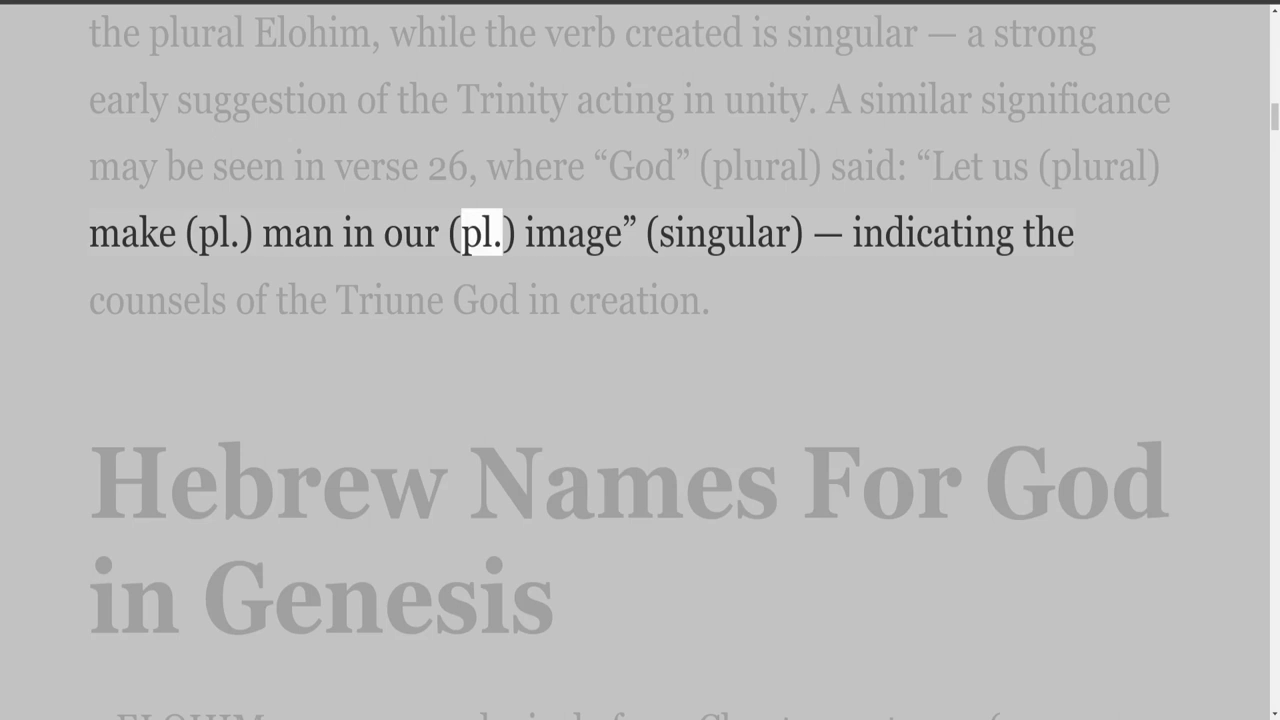 the plural Elohim, while the verb created is singular — a strong
early suggestion of the Trinity acting in unity. A similar significance
may be seen in verse 26, where “God” (plural) said: “Let us (plural)
make (pl.) man in our (pl.) image” (singular) — indicating the
counsels of the Triune God in creation.
Hebrew Names For God
in Genesis
ELOHIM